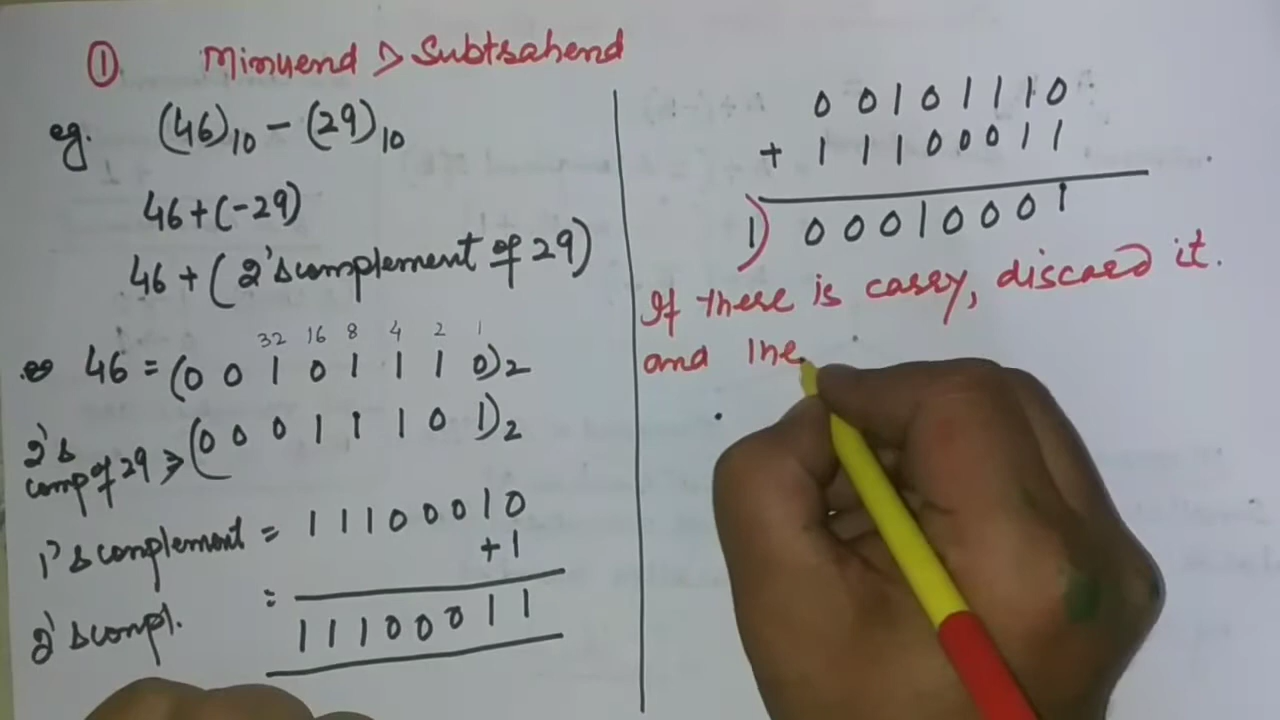 ① Minuend > Subtrahend
eg. (46)10 - (29)10
46 + (-29)
46 + (2's complement of 29)
32 16 8 4 2 1
46 = (0 0 1 0 1 1 1 0)2
2's comp of 29 ⇒ (0 0 0 1 1 1 0 1)2
1's complement = 1 1 1 0 0 0 1 0
+ 1
2's compl. = 1 1 1 0 0 0 1 1
0 0 1 0 1 1 1 0
+ 1 1 1 0 0 0 1 1
1) 0 0 0 1 0 0 0 1
If there is carry, discard it.
and